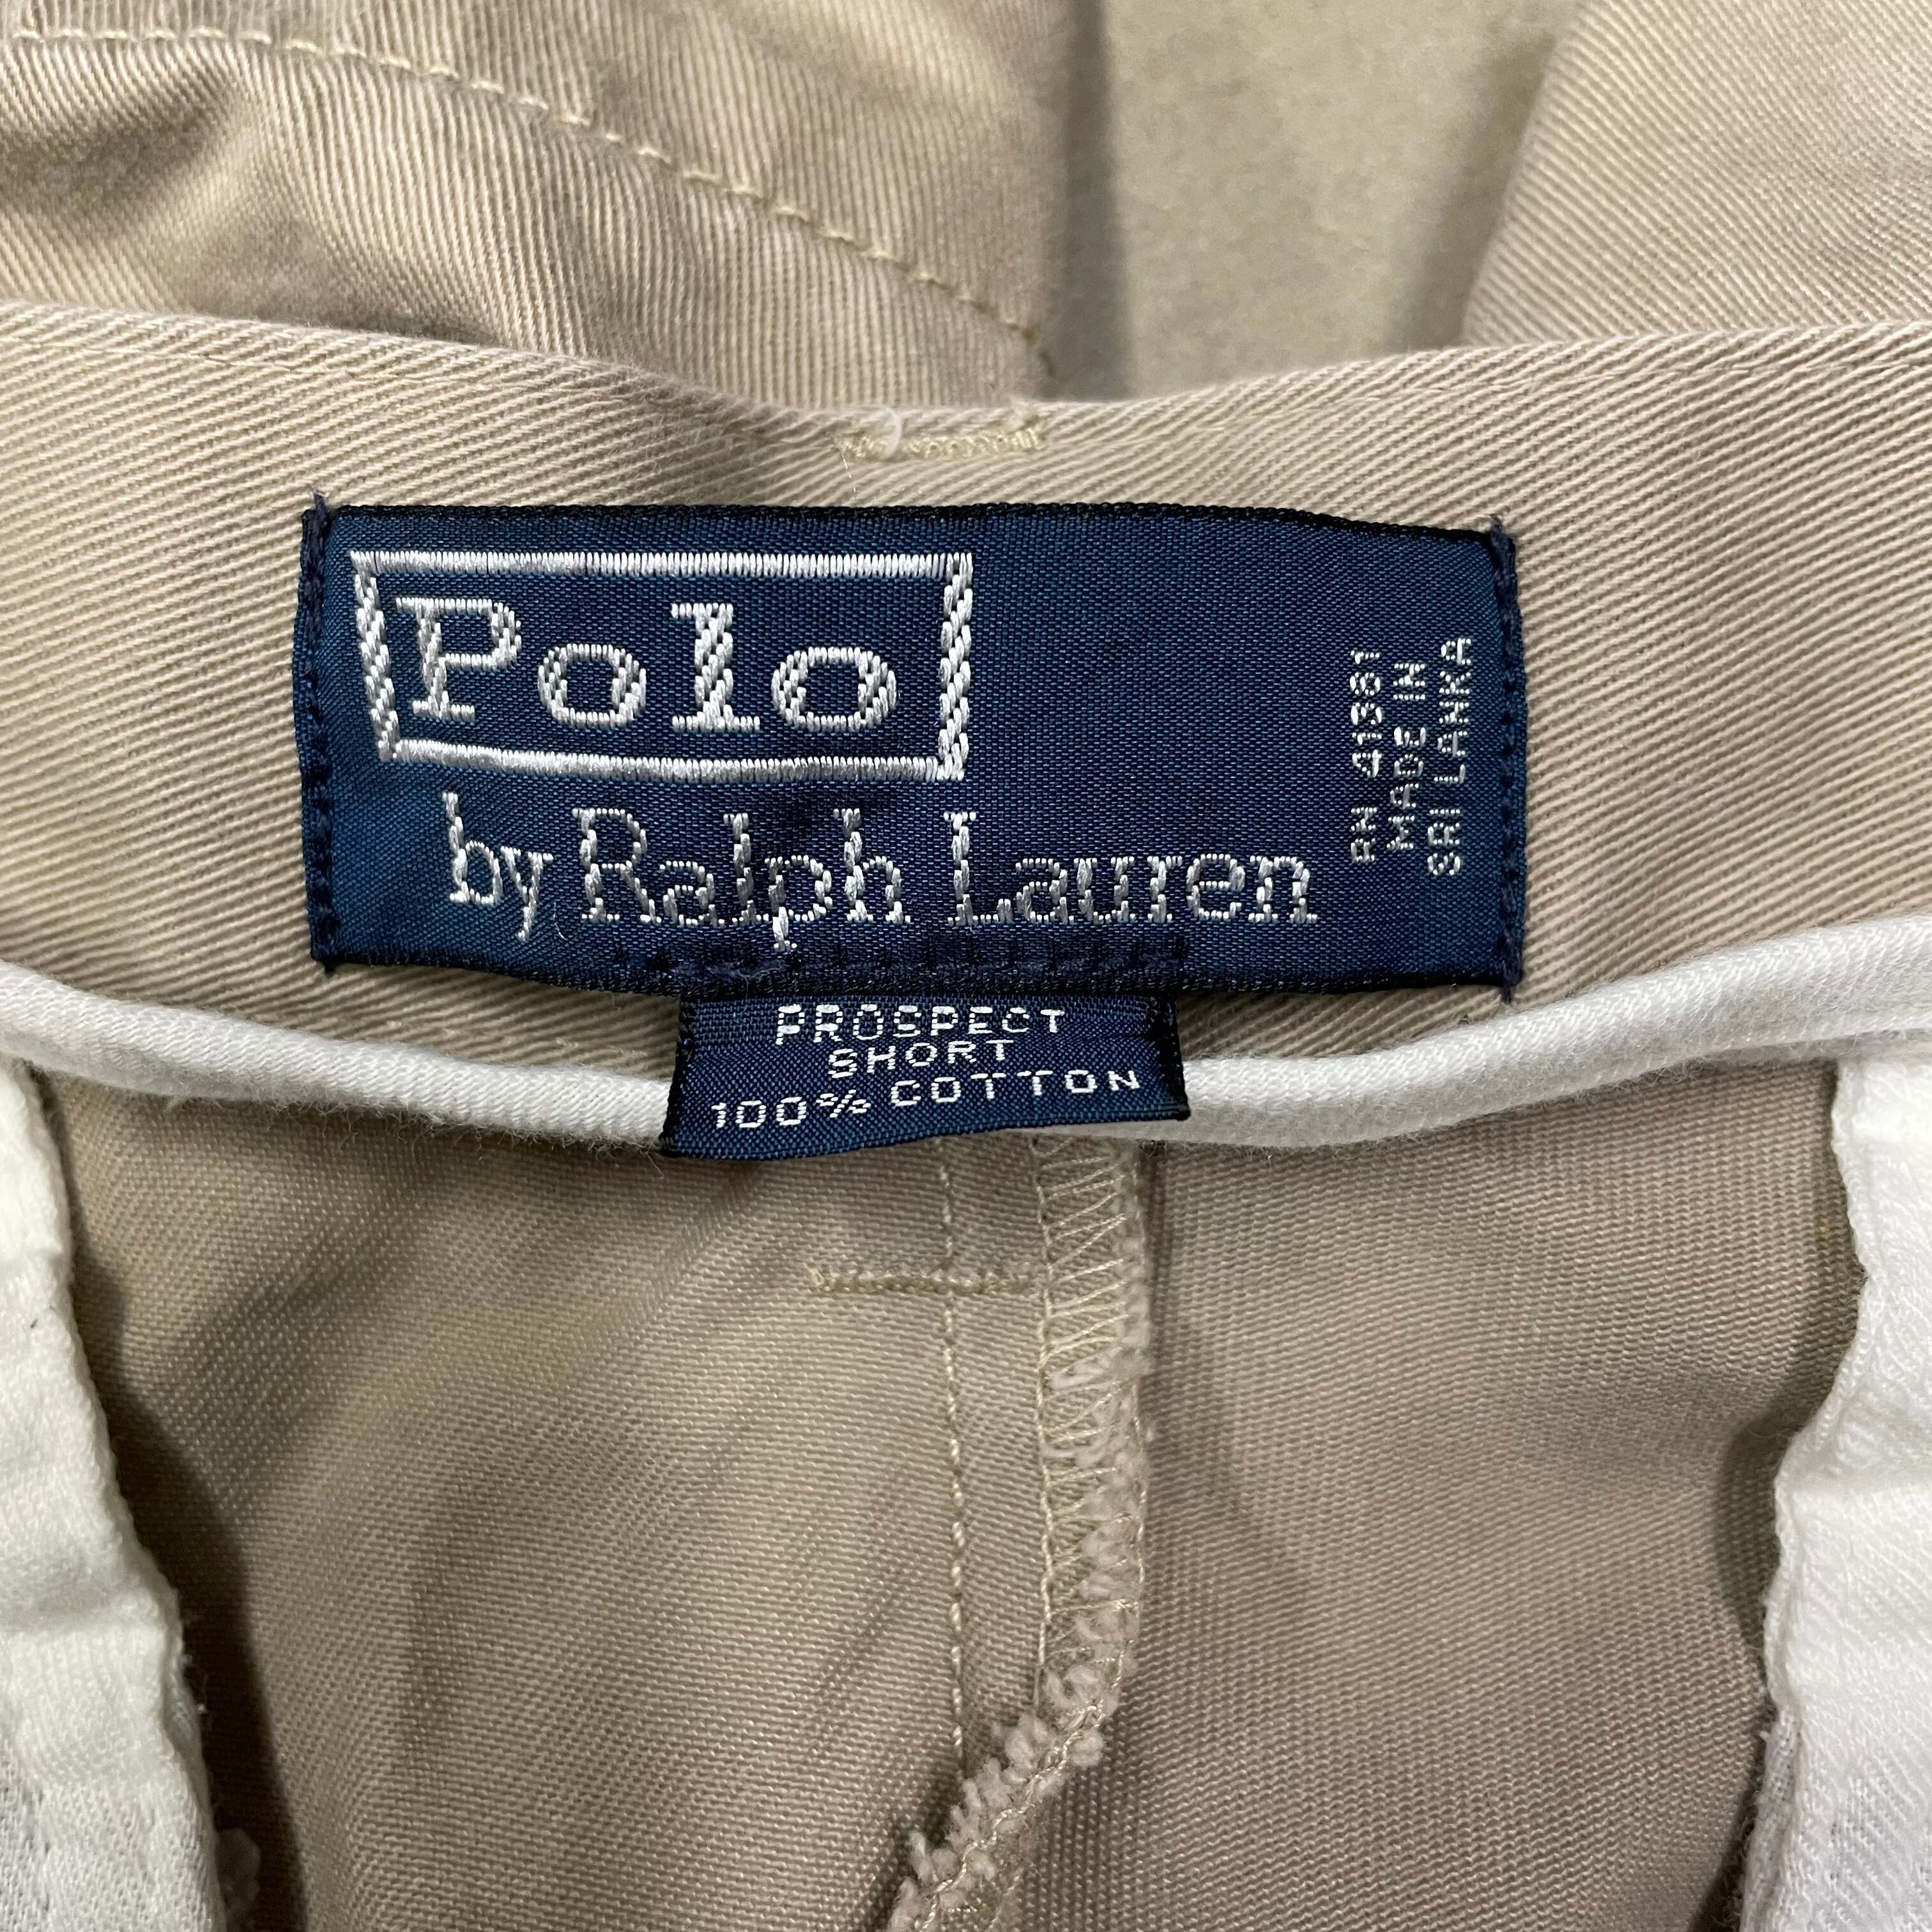 Polo
by Ralph Lauren
RN 41381
MADE IN
SRI LANKA
PROSPECT
SHORT
100% COTTON